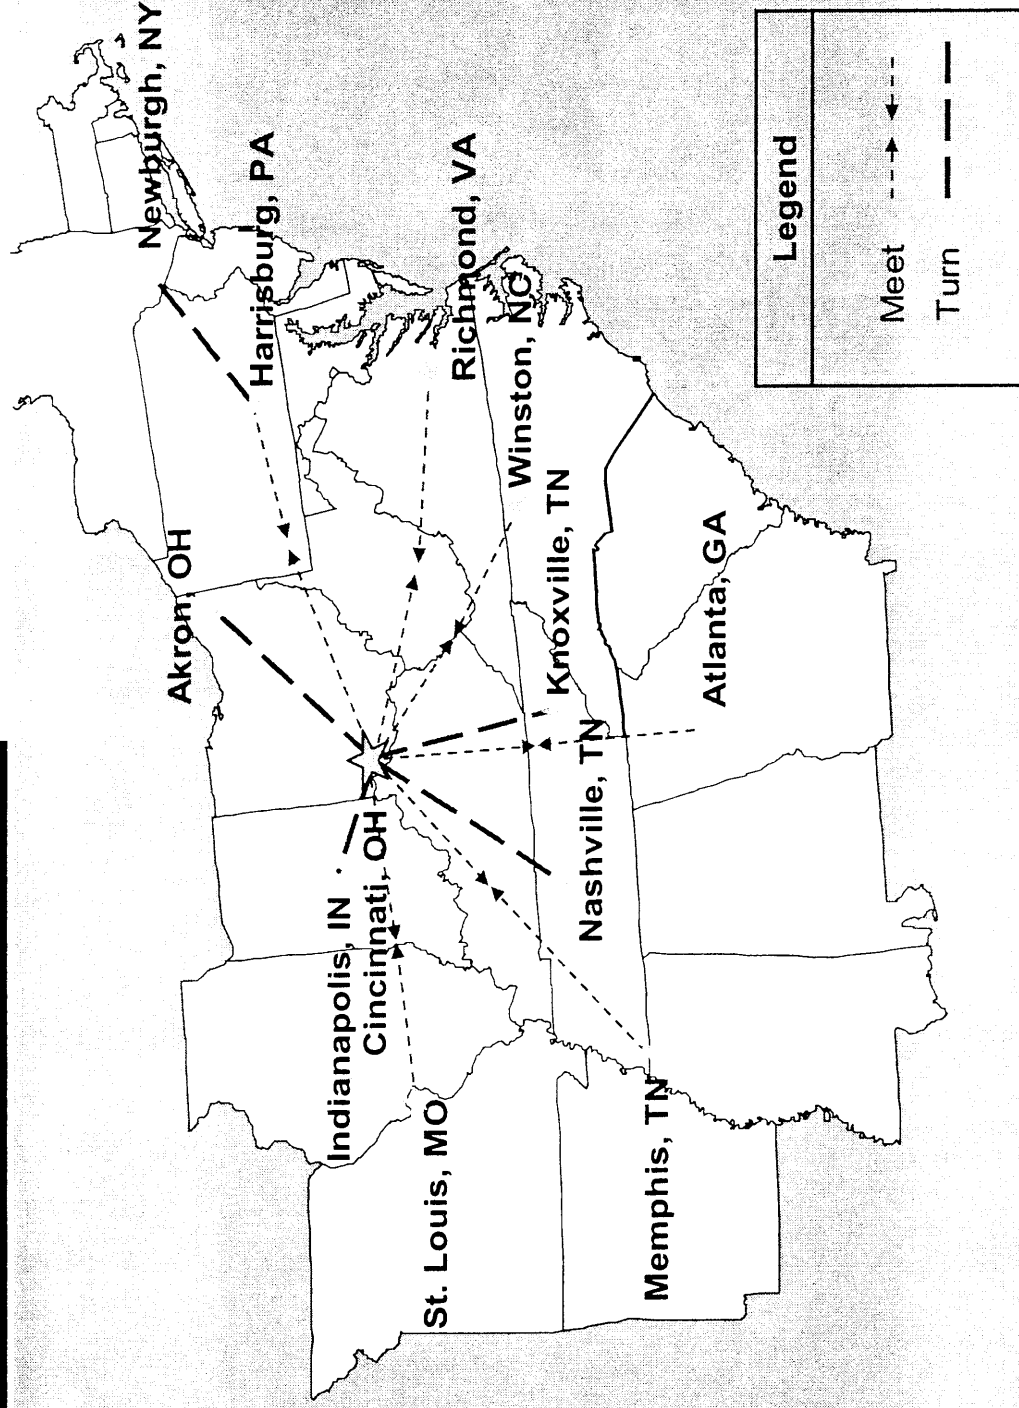 Newburgh, NY
Harrisburg, PA
Akron, OH
Richmond, VA
Winston, NC
Indianapolis, IN
Cincinnati, OH
Knoxville, TN
St. Louis, MO
Nashville, TN
Memphis, TN
Atlanta, GA
Legend
Meet
Turn